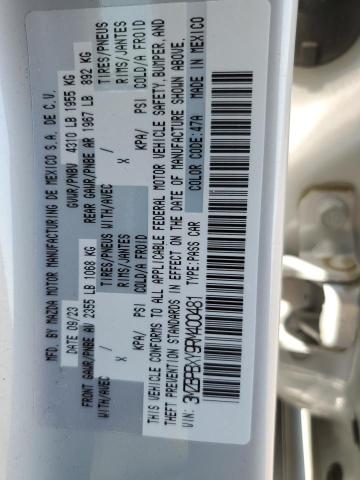 MFD. BY MAZDA MOTOR MANUFACTURING DE MEXICO S.A. DE C.V.
DATE 09/23 GVWR/PNBV 4310 LB 1955 KG
FRONT GAWR/PNBE AV 2355 LB 1068 KG REAR GAWR/PNBE AR 1967 LB 892 KG
WITH/AVEC TIRES/PNEUS WITH/AVEC TIRES/PNEUS
X RIMS/JANTES X RIMS/JANTES
KPA/ PSI COLD/A FROID KPA/ PSI COLD/A FROID
THIS VEHICLE CONFORMS TO ALL APPLICABLE FEDERAL MOTOR VEHICLE SAFETY, BUMPER, AND
THEFT PREVENTION STANDARDS IN EFFECT ON THE DATE OF MANUFACTURE SHOWN ABOVE.
COLOR CODE: 47A MADE IN MEXICO
VIN: 3MZBPBXY9RM400481 TYPE: PASS CAR